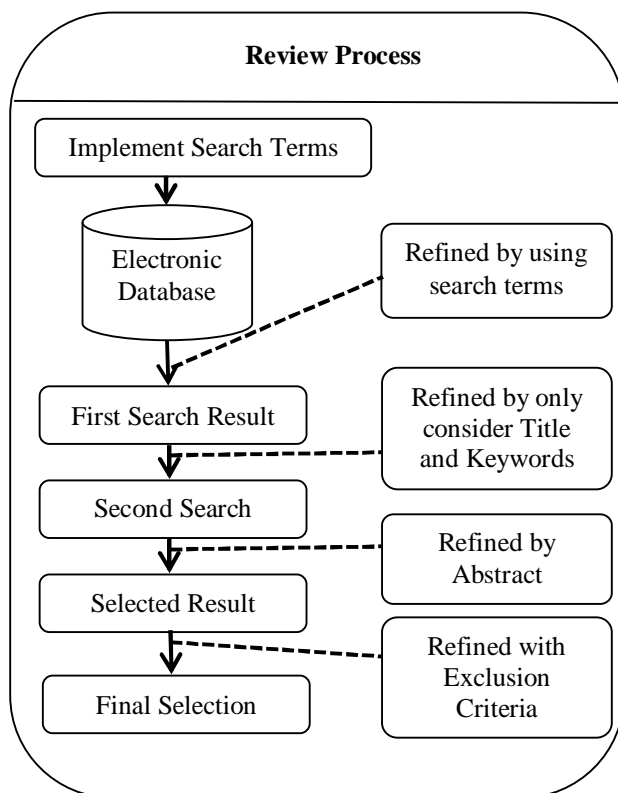 Review Process
Implement Search Terms
Electronic
Database
Refined by using
search terms
First Search Result
Refined by only
consider Title
and Keywords
Second Search
Refined by
Abstract
Selected Result
Refined with
Exclusion
Criteria
Final Selection